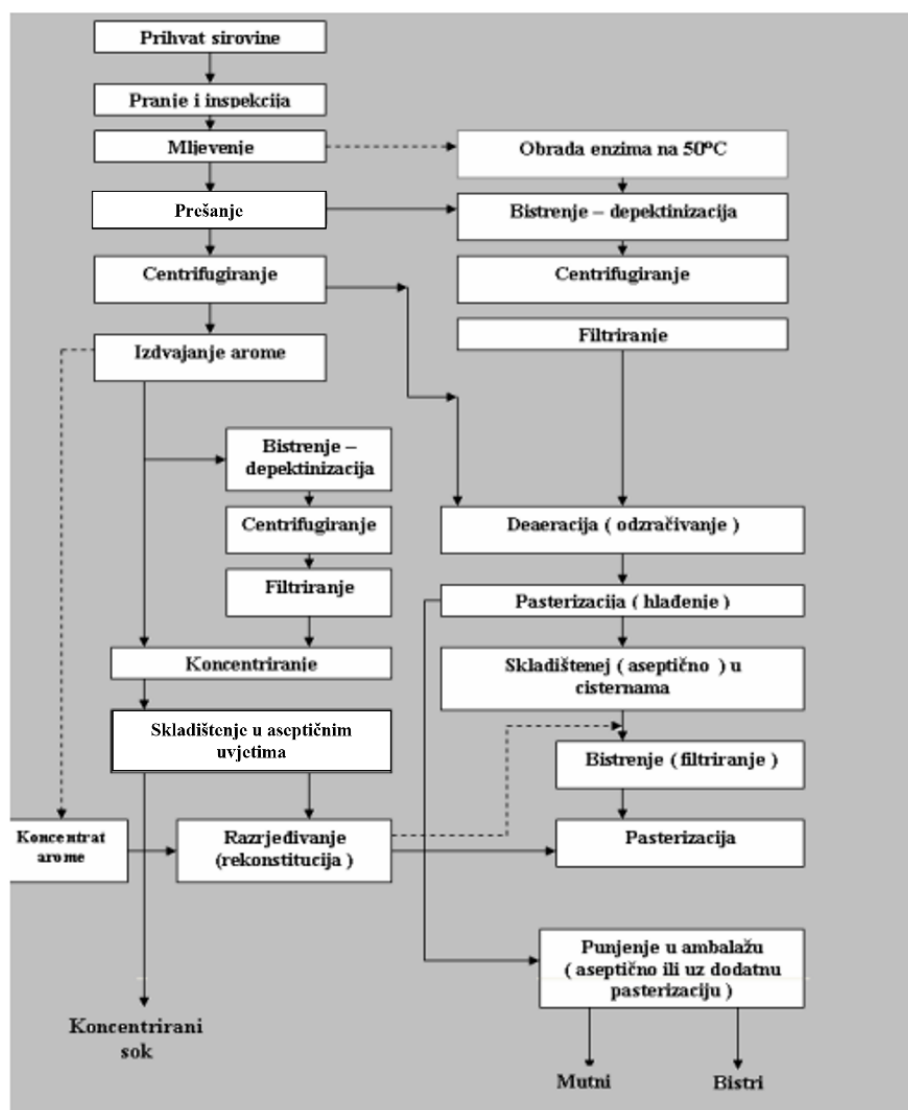 Prihvat sirovine
Pranje i inspekcija
Mljevenje
Obrada enzima na 50°C
Prešanje
Bistrenje – depektinizacija
Centrifugiranje
Centrifugiranje
Izdvajanje arome
Filtriranje
Bistrenje –
depektinizacija
Centrifugiranje
Deaeracija ( odzračivanje )
Filtriranje
Pasterizacija ( hlađenje )
Koncentriranje
Skladištenej ( aseptično ) u
cisternama
Skladištenje u aseptičnim
uvjetima
Bistrenje ( filtriranje )
Koncentrat
arome
Razrjeđivanje
(rekonstitucija )
Pasterizacija
Punjenje u ambalažu
( aseptično ili uz dodatnu
pasterizaciju )
Koncentrirani
sok
Mutni
Bistri